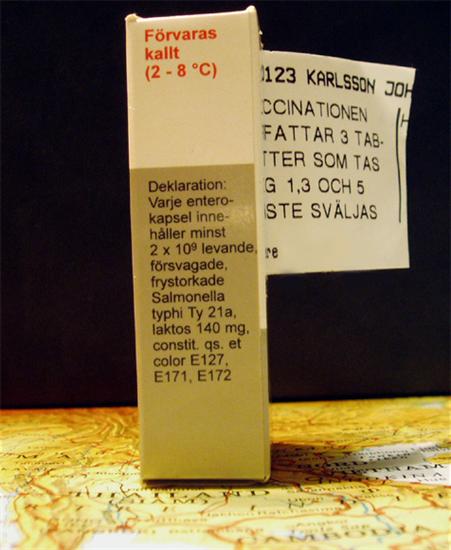 Förvaras
kallt
(2 - 8 °C)
Deklaration:
Varje entero-
kapsel inne-
håller minst
2 x 10⁹ levande,
försvagade,
frystorkade
Salmonella
typhi Ty 21a,
laktos 140 mg,
constit. qs. et
color E127,
E171, E172
0123 KARLSSON JOH
CCINATIONEN
FATTAR 3 TAB-
TTER SOM TAS
G 1,3 OCH 5
STE SVÄLJAS
re